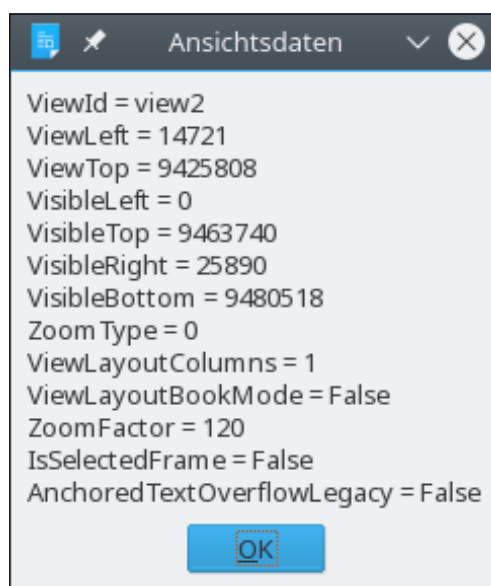 Ansichtsdaten
ViewId = view2
ViewLeft = 14721
ViewTop = 9425808
VisibleLeft = 0
VisibleTop = 9463740
VisibleRight = 25890
VisibleBottom = 9480518
ZoomType = 0
ViewLayoutColumns = 1
ViewLayoutBookMode = False
ZoomFactor = 120
IsSelectedFrame = False
AnchoredTextOverflowLegacy = False
OK